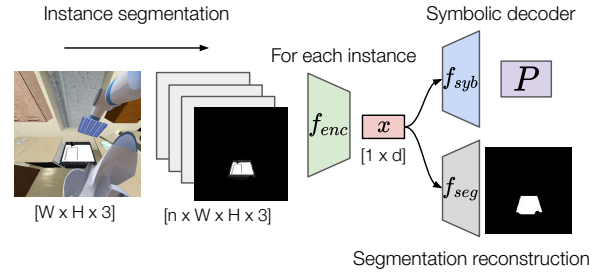 Instance segmentation
Symbolic decoder
For each instance
f_syb
P
f_enc
x
[1 x d]
f_seg
[W x H x 3]
[n x W x H x 3]
Segmentation reconstruction